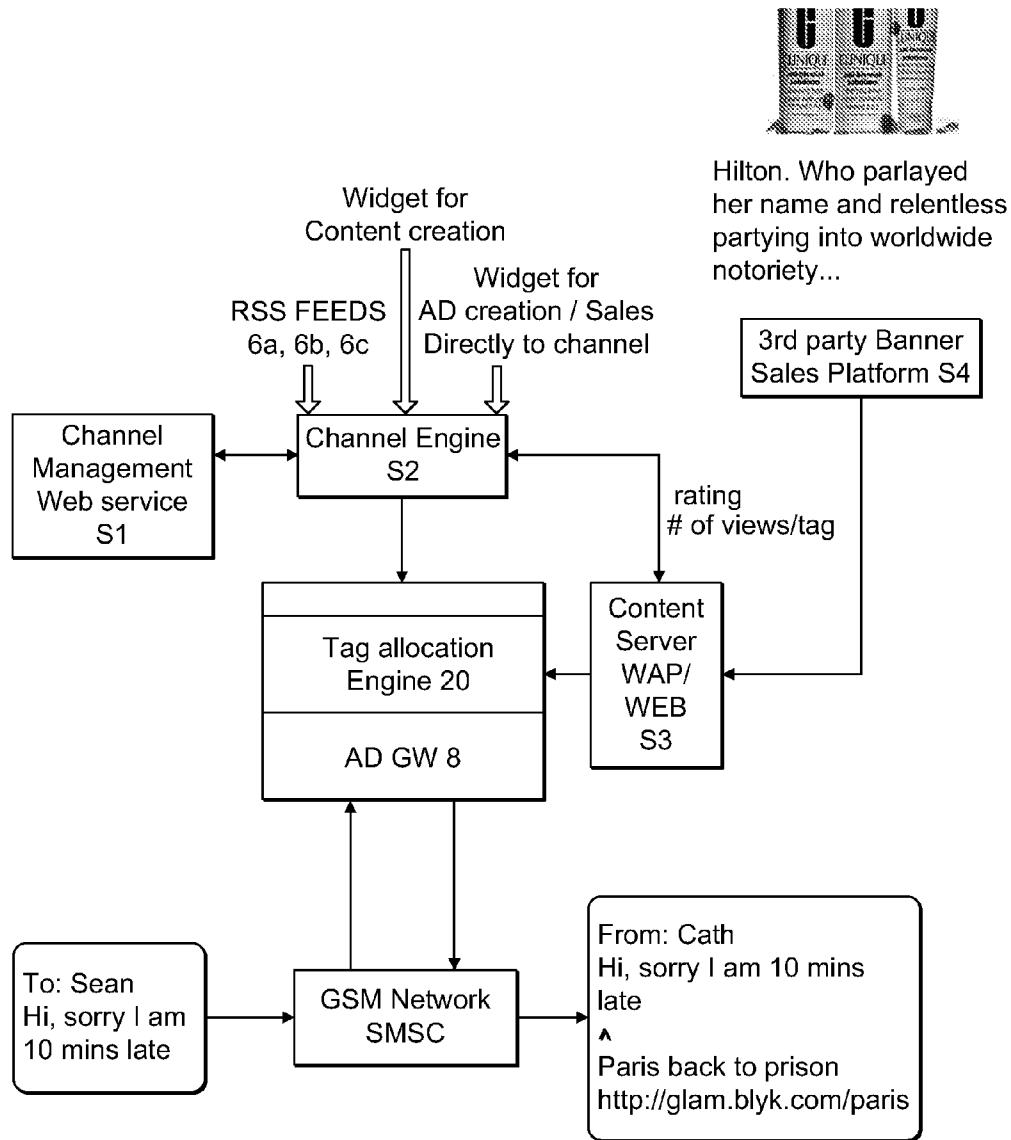 CLINIQUE
Hilton. Who parlayed
her name and relentless
partying into worldwide
notoriety...
Widget for
Content creation
Widget for
AD creation / Sales
Directly to channel
RSS FEEDS
6a, 6b, 6c
3rd party Banner
Sales Platform S4
Channel
Management
Web service
S1
Channel Engine
S2
rating
# of views/tag
Tag allocation
Engine 20
AD GW 8
Content
Server
WAP/
WEB
S3
To: Sean
Hi, sorry I am
10 mins late
GSM Network
SMSC
From: Cath
Hi, sorry I am 10 mins
late
^
Paris back to prison
http://glam.blyk.com/paris